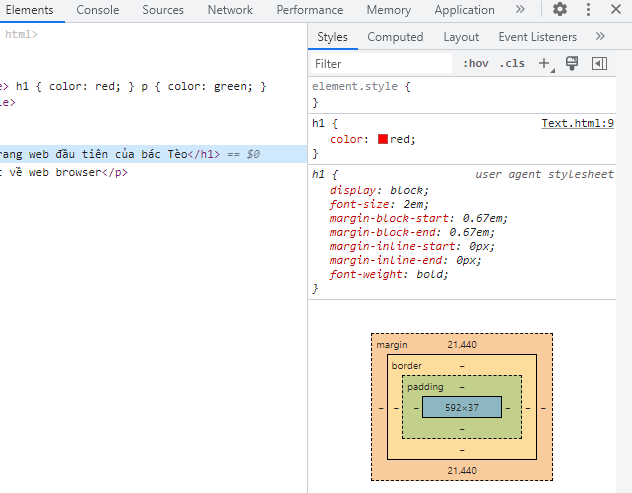 Elements Console Sources Network Performance Memory Application »
html>
> h1 { color: red; } p { color: green; }
le>
rang web đầu tiên của bác Tèo</h1> == $0
t về web browser</p>
Styles Computed Layout Event Listeners »
Filter :hov .cls +
element.style {
}
h1 { Text.html:9
color: red;
}
h1 { user agent stylesheet
display: block;
font-size: 2em;
margin-block-start: 0.67em;
margin-block-end: 0.67em;
margin-inline-start: 0px;
margin-inline-end: 0px;
font-weight: bold;
}
margin 21.440
border –
padding –
– – – 592×37 – – –
–
–
21.440